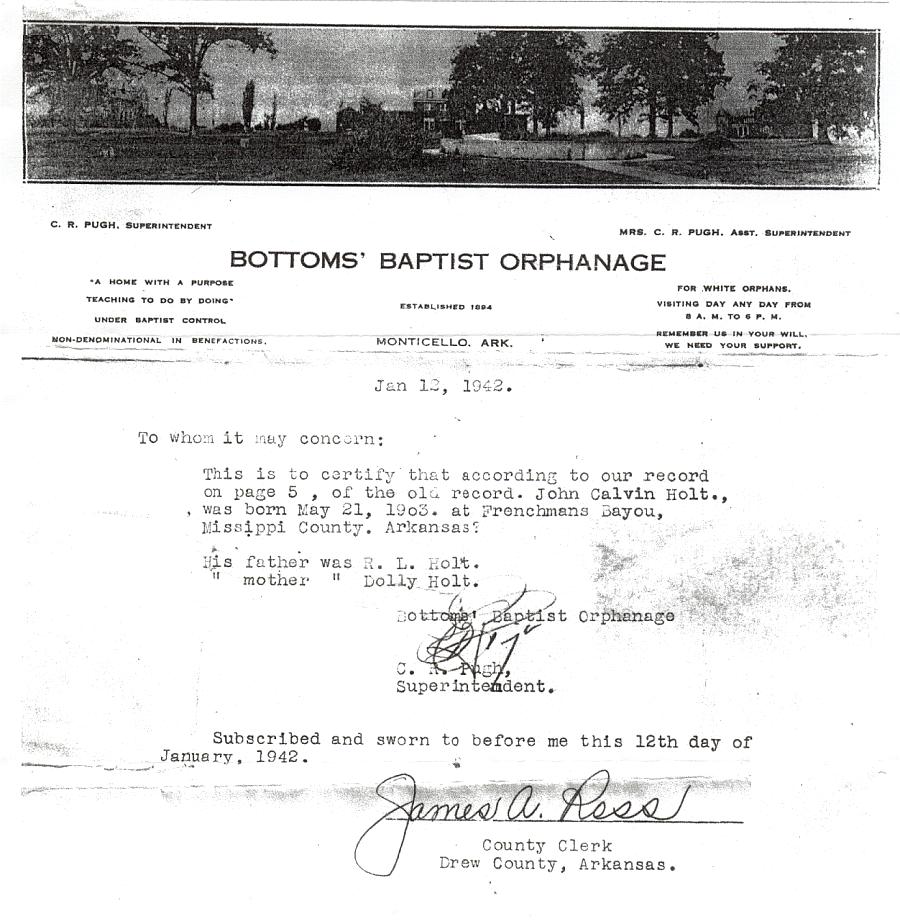 C. R. PUGH, SUPERINTENDENT
MRS. C. R. PUGH, ASST. SUPERINTENDENT
BOTTOMS' BAPTIST ORPHANAGE
"A HOME WITH A PURPOSE
TEACHING TO DO BY DOING"
UNDER BAPTIST CONTROL
NON-DENOMINATIONAL IN BENEFACTIONS.
ESTABLISHED 1894
MONTICELLO, ARK.
FOR WHITE ORPHANS.
VISITING DAY ANY DAY FROM
8 A. M. TO 6 P. M.
REMEMBER US IN YOUR WILL,
WE NEED YOUR SUPPORT.
Jan 12, 1942.
To whom it may concern:
This is to certify that according to our record
on page 5 , of the old record. John Calvin Holt.,
was born May 21, 19o3. at Frenchmans Bayou,
Missippi County. Arkansas?
His father was R. L. Holt.
" mother " Dolly Holt.
Bottoms' Baptist Orphanage
C. R. Pugh,
Superintendent.
Subscribed and sworn to before me this 12th day of
January, 1942.
James A. Ross
County Clerk
Drew County, Arkansas.